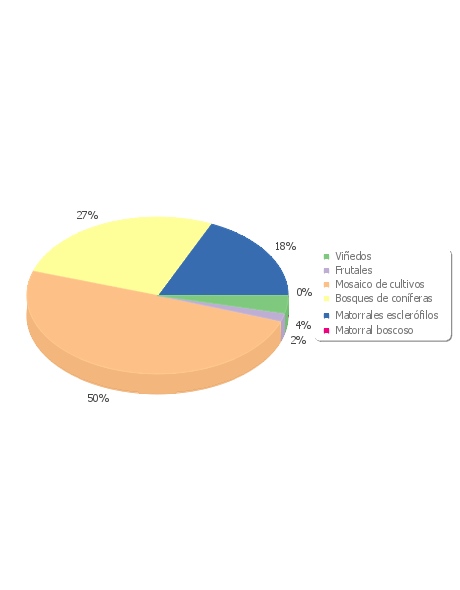 27%
18%
0%
4%
2%
50%
Viñedos
Frutales
Mosaico de cultivos
Bosques de coníferas
Matorrales esclerófilos
Matorral boscoso